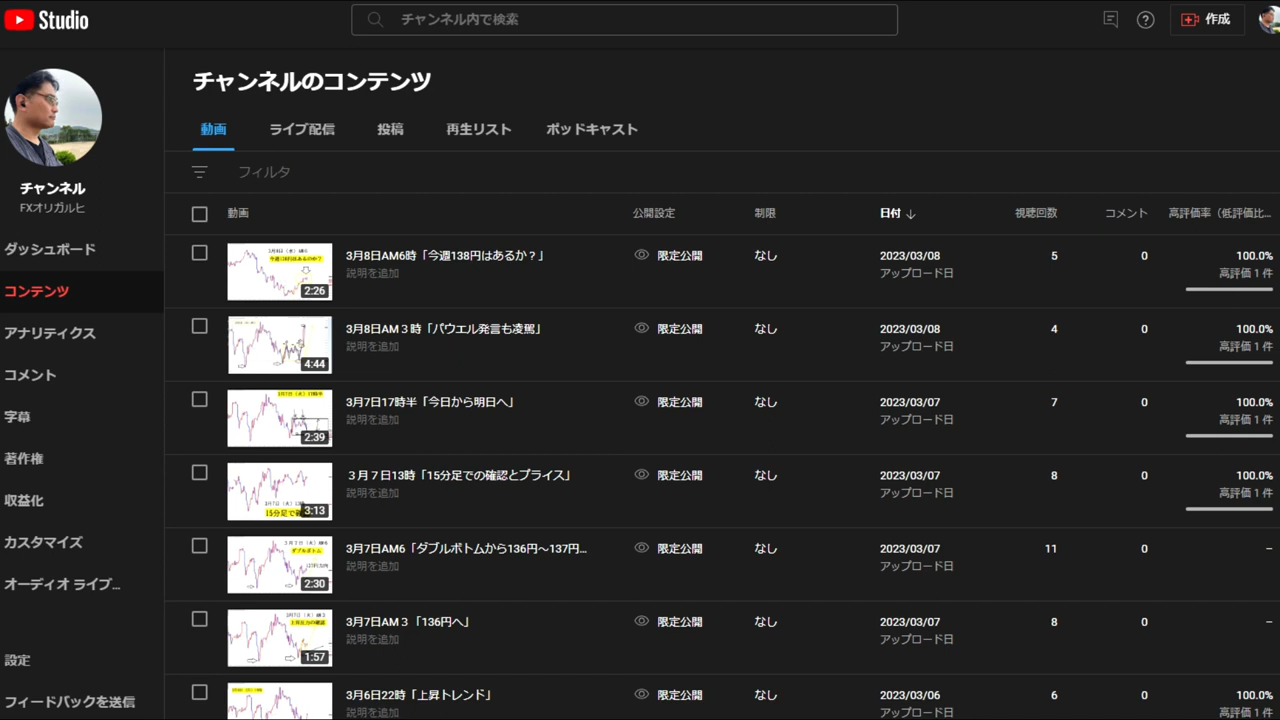 Studio
チャンネル内で検索
作成
チャンネル
FXオリガルヒ
ダッシュボード
コンテンツ
アナリティクス
コメント
字幕
著作権
収益化
カスタマイズ
オーディオ ライブ...
設定
フィードバックを送信
チャンネルのコンテンツ
動画 ライブ配信 投稿 再生リスト ポッドキャスト
フィルタ
動画 公開設定 制限 日付 ↓ 視聴回数 コメント 高評価率（低評価比...
2:26 3月8日AM6時「今週138円はあるか？」 限定公開 なし 2023/03/08 5 0 100.0%
説明を追加 アップロード日 高評価 1 件
4:44 3月8日AM３時「パウエル発言も凌駕」 限定公開 なし 2023/03/08 4 0 100.0%
説明を追加 アップロード日 高評価 1 件
2:39 3月7日17時半「今日から明日へ」 限定公開 なし 2023/03/07 7 0 100.0%
説明を追加 アップロード日 高評価 1 件
15分足で
3:13 ３月７日13時「15分足での確認とプライス」 限定公開 なし 2023/03/07 8 0 100.0%
説明を追加 アップロード日 高評価 1 件
ダブルボトム
2:30 3月7日AM6「ダブルボトムから136円～137円... 限定公開 なし 2023/03/07 11 0 –
説明を追加 アップロード日
1:57 3月7日AM３「136円へ」 限定公開 なし 2023/03/07 8 0 –
説明を追加 アップロード日
3月6日22時「上昇トレンド」 限定公開 なし 2023/03/06 6 0 100.0%
説明を追加 アップロード日 高評価 1 件